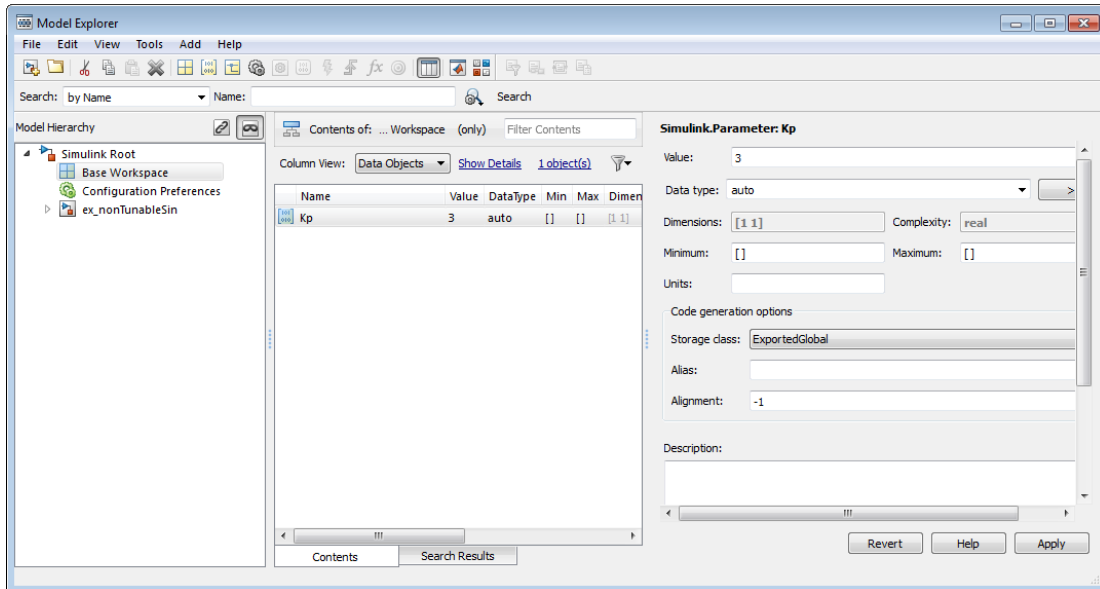 Model Explorer
File Edit View Tools Add Help
fx
Search: by Name Name: Search
Model Hierarchy
Simulink Root
Base Workspace
Configuration Preferences
ex_nonTunableSin
Contents of: ... Workspace (only) Filter Contents
Column View: Data Objects Show Details 1 object(s)
Name Value DataType Min Max Dimen
Kp 3 auto [] [] [1 1]
Contents Search Results
Simulink.Parameter: Kp
Value: 3
Data type: auto >
Dimensions: [1 1] Complexity: real
Minimum: [] Maximum: []
Units:
Code generation options
Storage class: ExportedGlobal
Alias:
Alignment: -1
Description:
Revert Help Apply